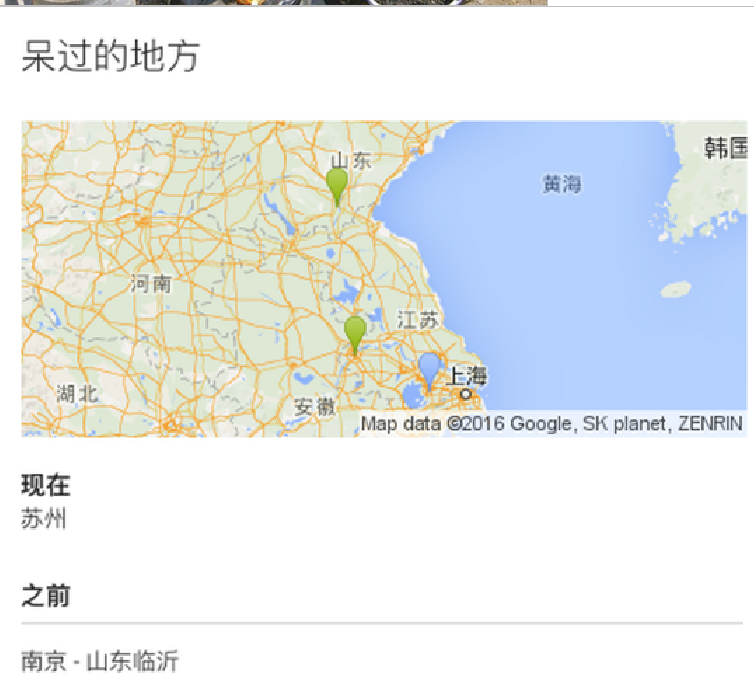 呆过的地方
山东
韩国
黄海
河南
江苏
上海
湖北
安徽
Map data ©2016 Google, SK planet, ZENRIN
现在
苏州
之前
南京 - 山东临沂